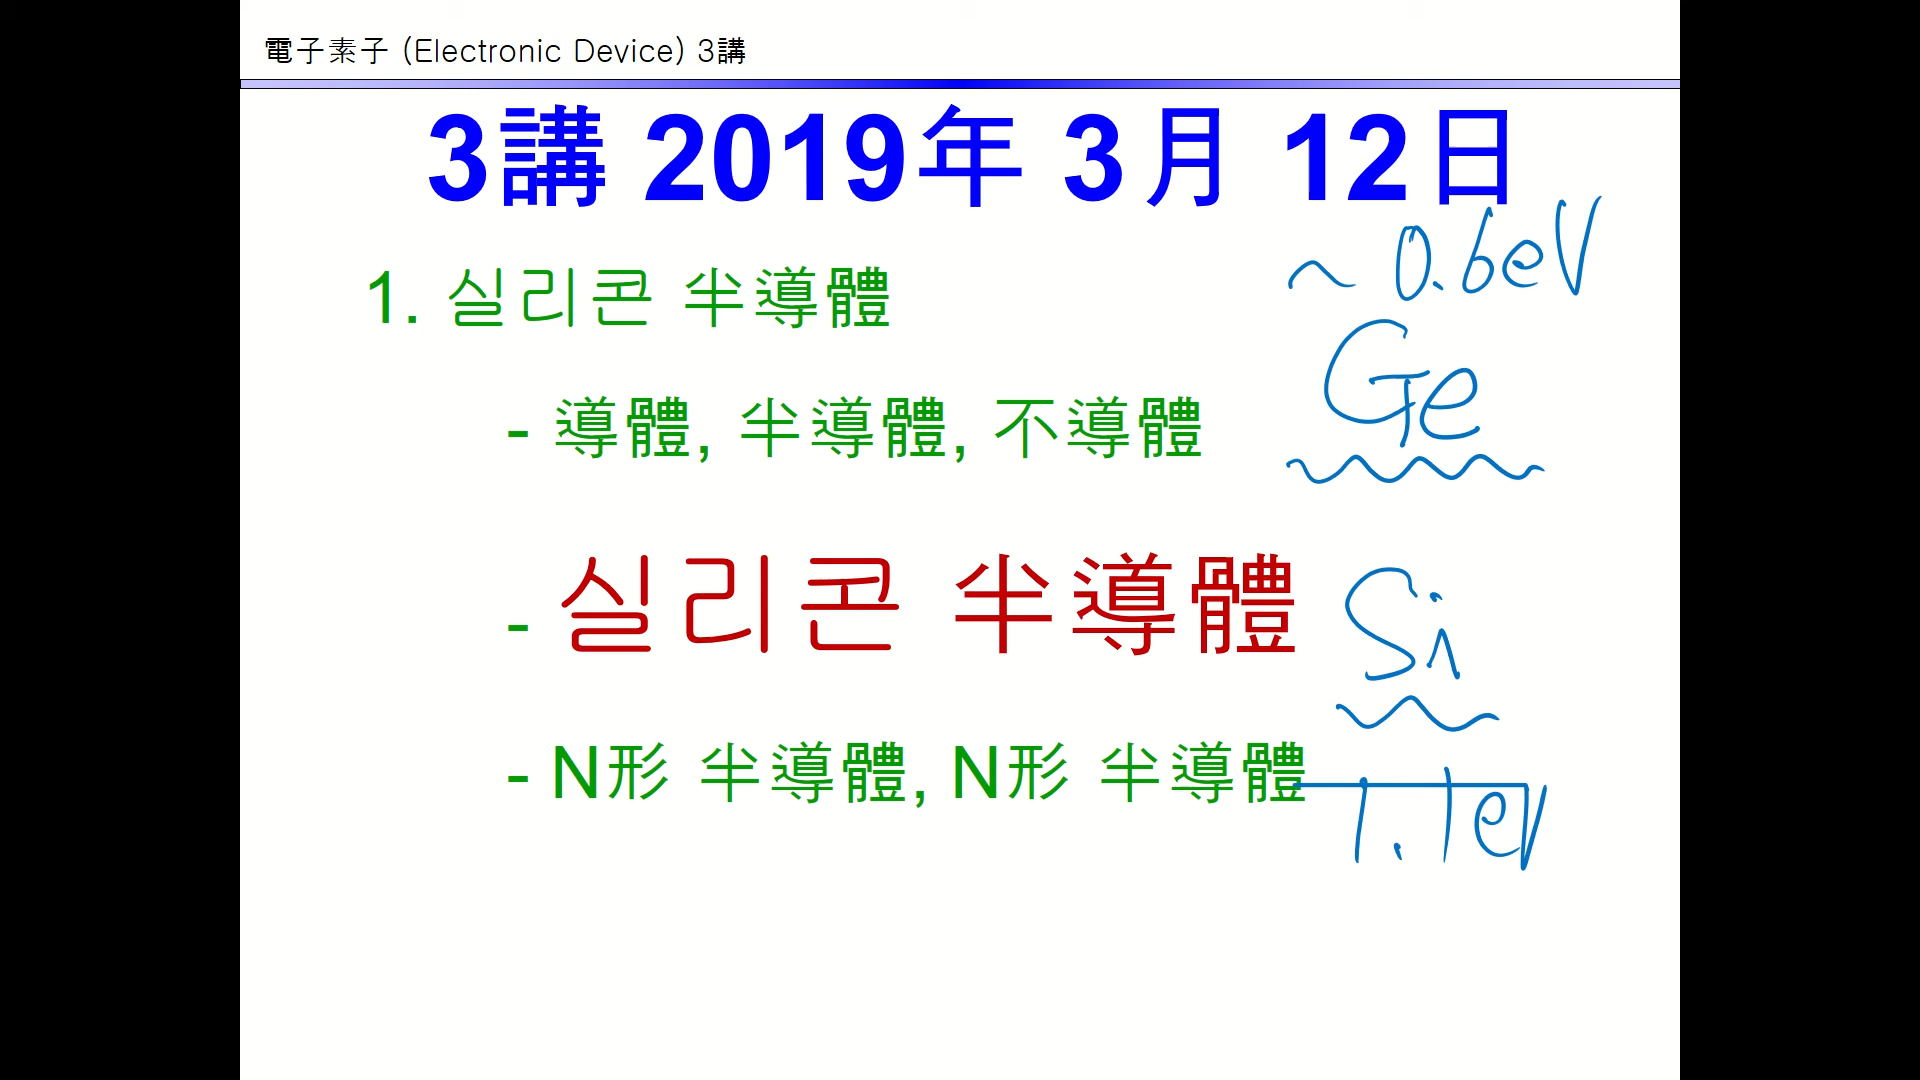 電子素子 (Electronic Device) 3講
3講 2019年 3月 12日
~ 0.6eV
1. 실리콘 半導體
Ge
- 導體, 半導體, 不導體
- 실리콘 半導體
Si
- N形 半導體, N形 半導體
1.1eV